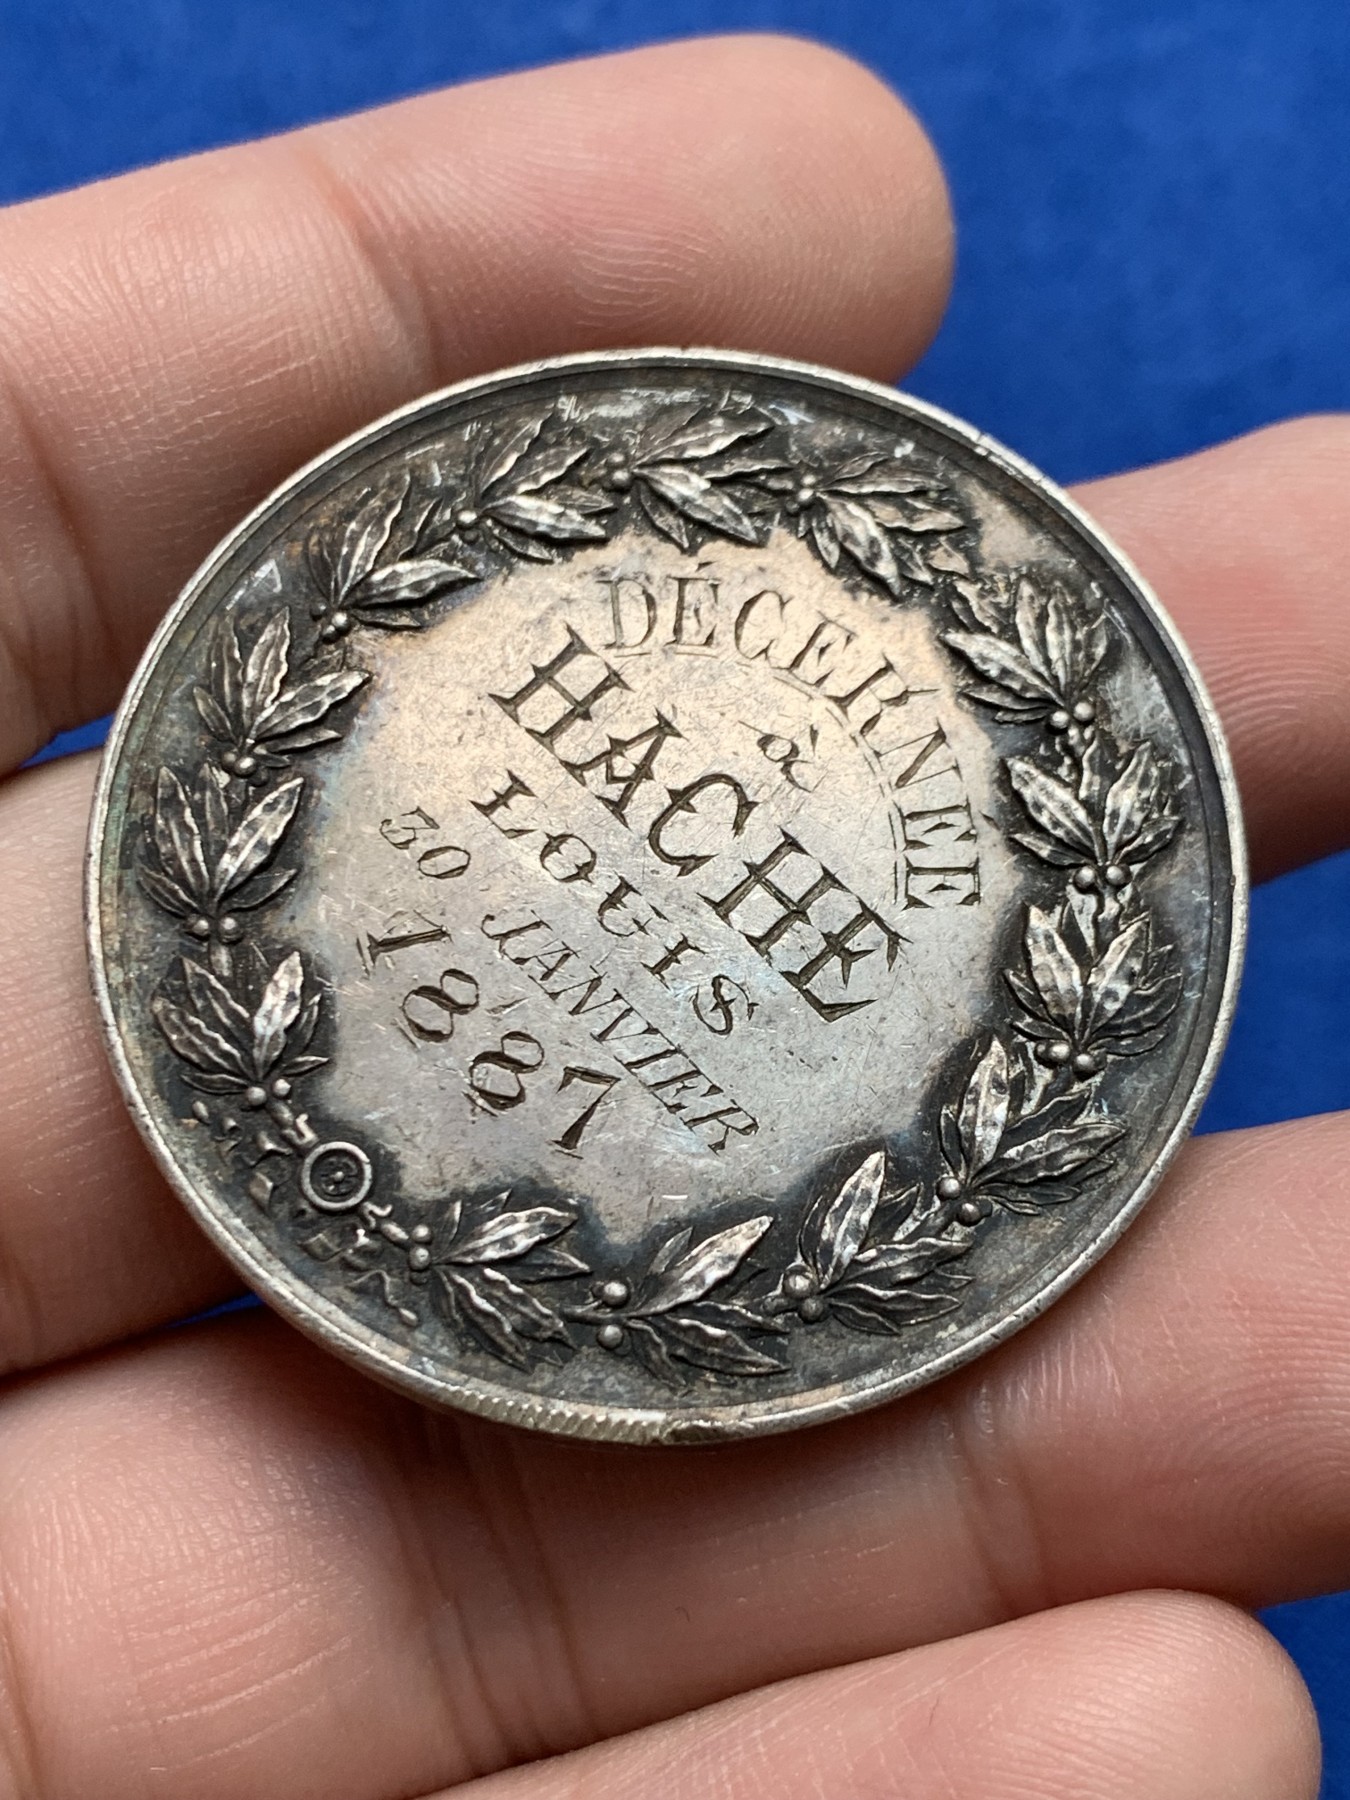 DÉCERNÉE
à
HACHE
LOUIS
30 JANVIER
1887